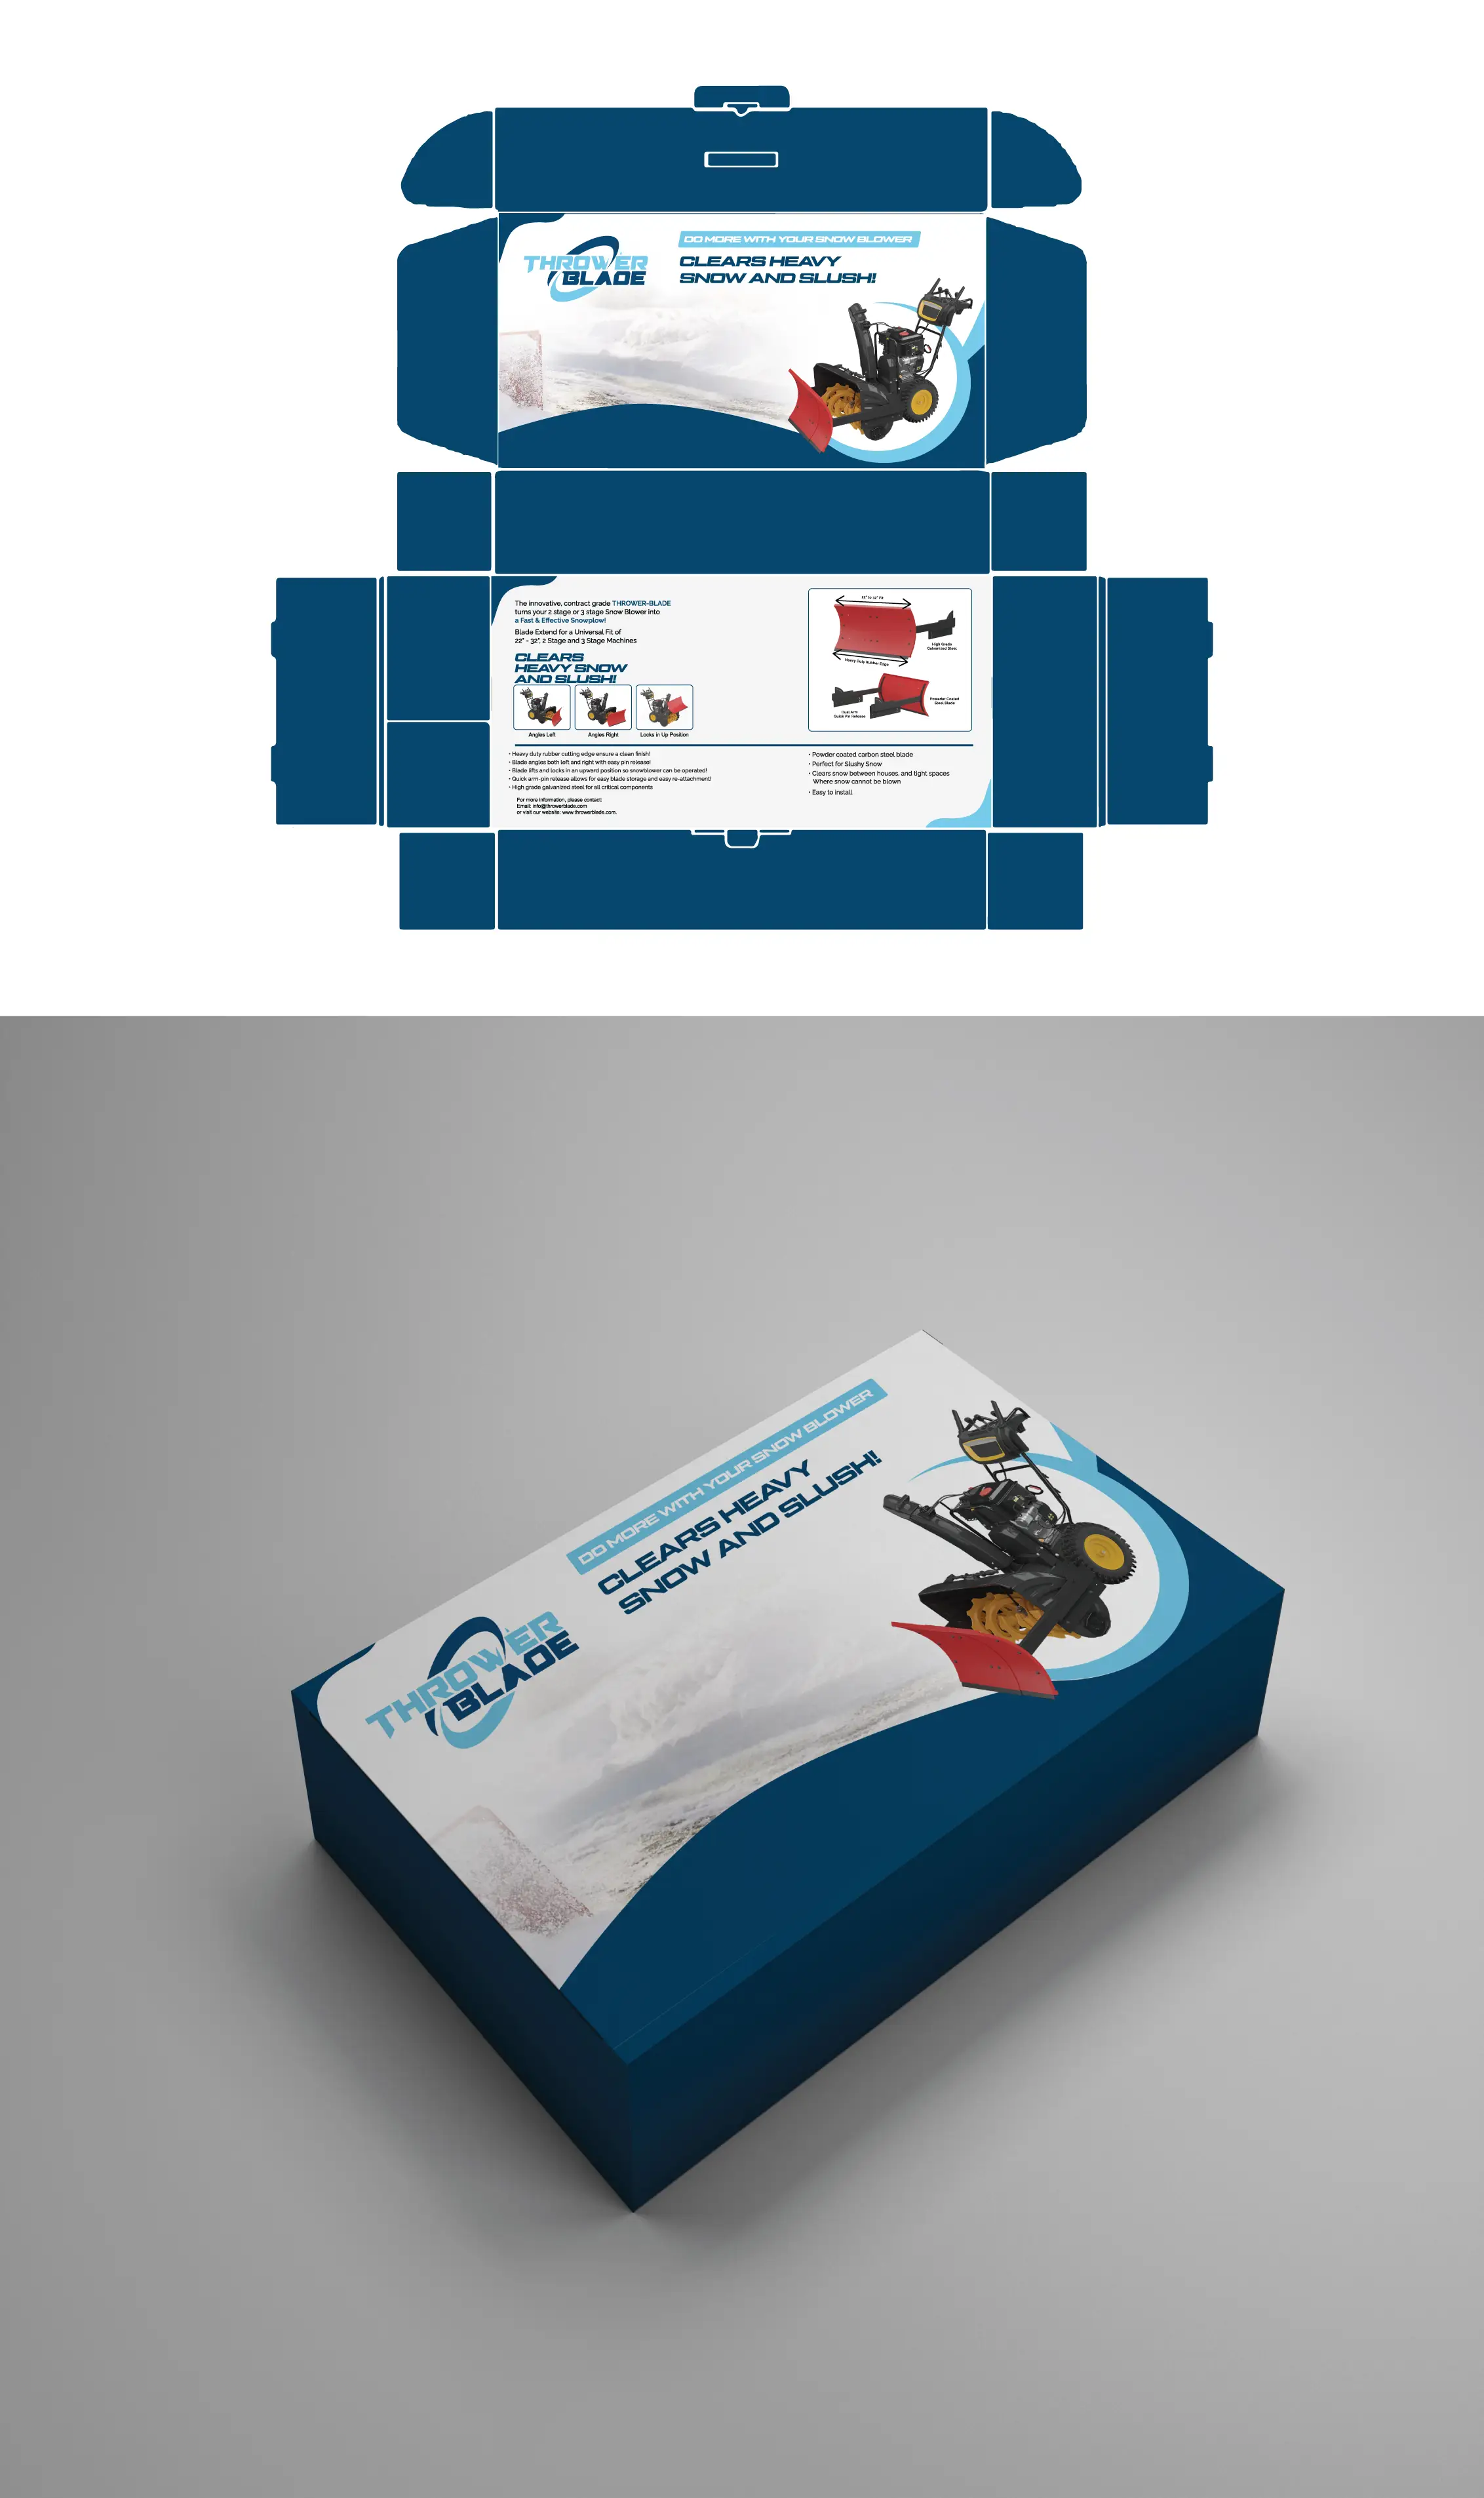 THROWER
BLADE
DO MORE WITH YOUR SNOW BLOWER
CLEARS HEAVY
SNOW AND SLUSH!
The innovative, contract grade THROWER-BLADE
turns your 2 stage or 3 stage Snow Blower into
a Fast & Effective Snowplow!
Blade Extend for a Universal Fit of
22" - 32", 2 Stage and 3 Stage Machines
CLEARS
HEAVY SNOW
AND SLUSH!
Angles Left
Angles Right
Locks in Up Position
22" to 32" Fit
High Grade
Galvanized Steel
Heavy Duty Rubber Edge
Dual Arm
Quick Pin Release
Powder Coated
Steel Blade
• Heavy duty rubber cutting edge ensure a clean finish!
• Blade angles both left and right with easy pin release!
• Blade lifts and locks in an upward position so snowblower can be operated!
• Quick arm-pin release allows for easy blade storage and easy re-attachment!
• High grade galvanized steel for all critical components
• Powder coated carbon steel blade
• Perfect for Slushy Snow
• Clears snow between houses, and tight spaces
Where snow cannot be blown
• Easy to install
For more information, please contact:
Email: info@throwerblade.com
or visit our website: www.throwerblade.com.
DO MORE WITH YOUR SNOW BLOWER
CLEARS HEAVY
SNOW AND SLUSH!
THROWER
BLADE